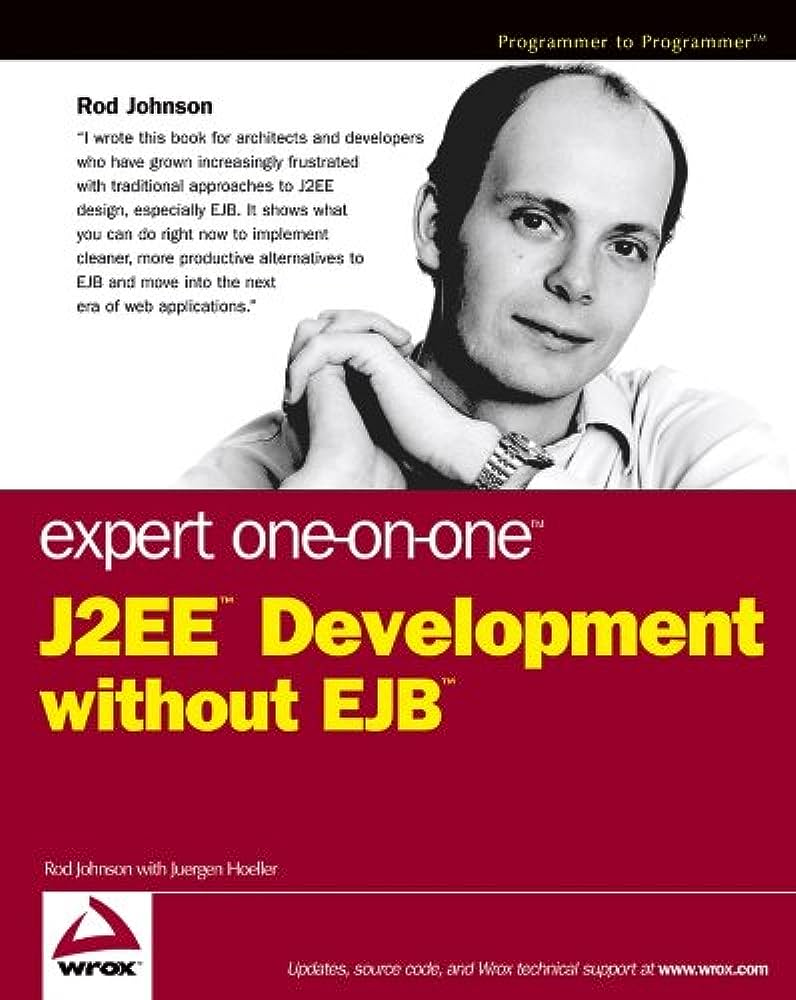 Programmer to Programmer™
Rod Johnson
“I wrote this book for architects and developers
who have grown increasingly frustrated
with traditional approaches to J2EE
design, especially EJB. It shows what
you can do right now to implement
cleaner, more productive alternatives to
EJB and move into the next
era of web applications.”
expert one-on-one™
J2EE™ Development
without EJB™
Rod Johnson with Juergen Hoeller
wrox™
Updates, source code, and Wrox technical support at www.wrox.com